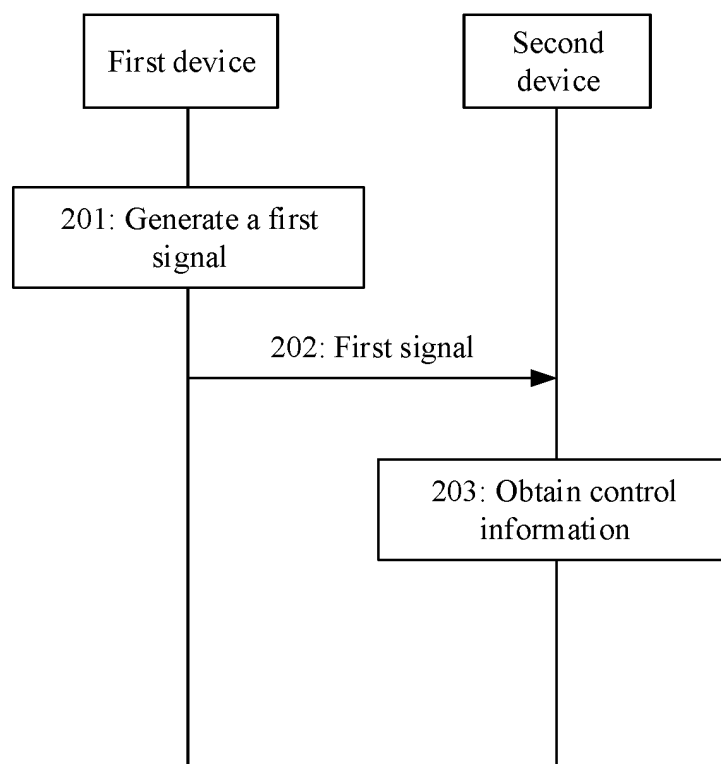 First device
Second
device
201: Generate a first
signal
202: First signal
203: Obtain control
information